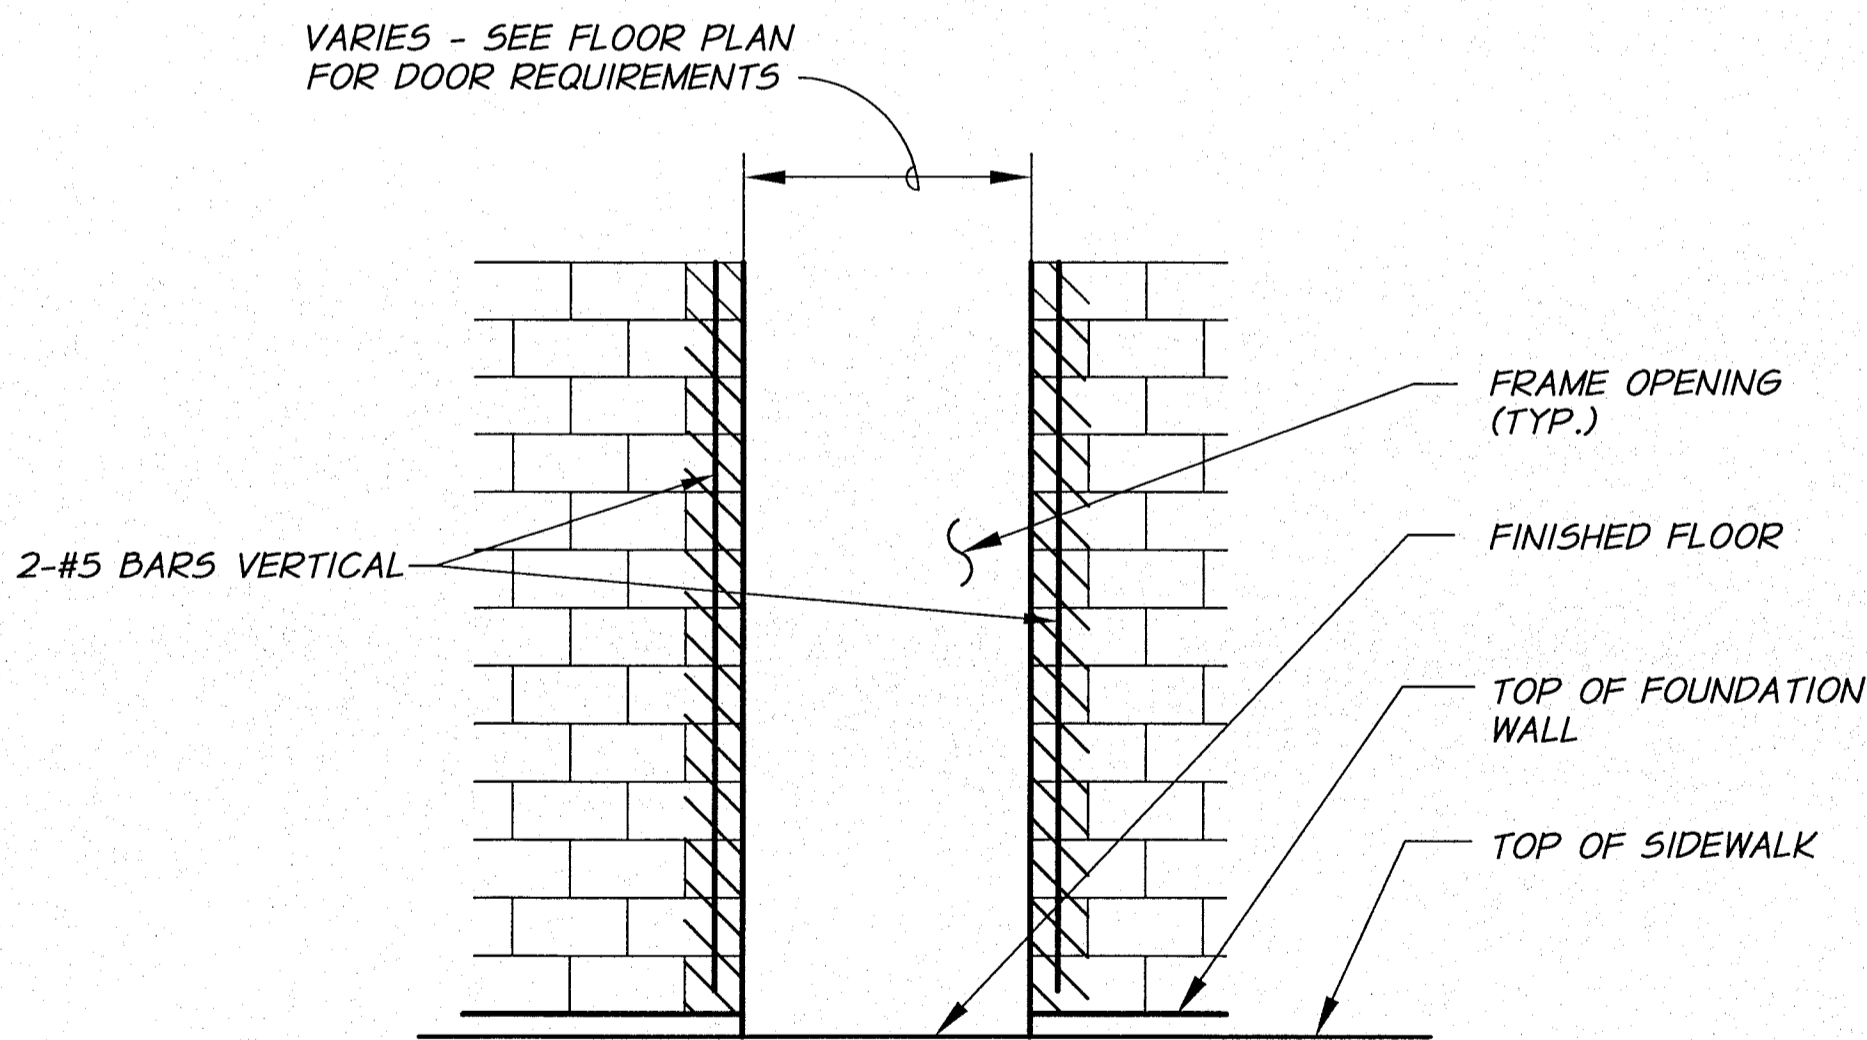 VARIES - SEE FLOOR PLAN
FOR DOOR REQUIREMENTS
FRAME OPENING
(TYP.)
2-#5 BARS VERTICAL
FINISHED FLOOR
TOP OF FOUNDATION
WALL
TOP OF SIDEWALK